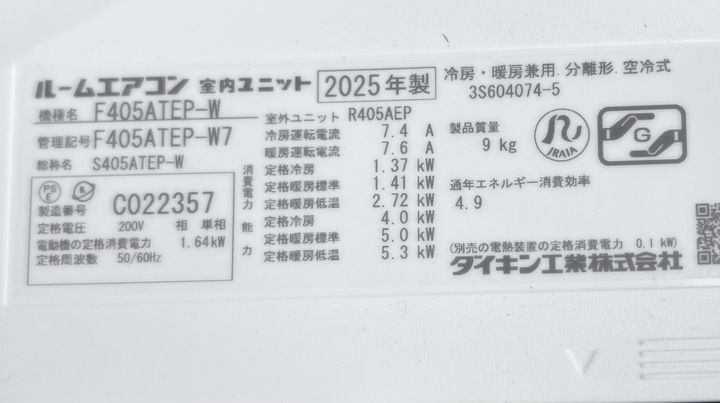 ルームエアコン 室内ユニット 2025年製 冷房・暖房兼用.分離形.空冷式
3S604074-5
機種名 F405ATEP-W
管理記号 F405ATEP-W7
総称名 S405ATEP-W
PS E
製造番号 C022357
定格電圧 200V 相 単相
電動機の定格消費電力 1.64kW
定格周波数 50/60Hz
室外ユニット R405AEP
冷房運転電流 7.4 A
暖房運転電流 7.6 A
消費電力
定格冷房 1.37 kW
定格暖房標準 1.41 kW
定格暖房低温 2.72 kW
能力
定格冷房 4.0 kW
定格暖房標準 5.0 kW
定格暖房低温 5.3 kW
製品質量
9 kg
JRAIA
G
通年エネルギー消費効率
4.9
(別売の電熱装置の定格消費電力 0.1 kW)
ダイキン工業株式会社